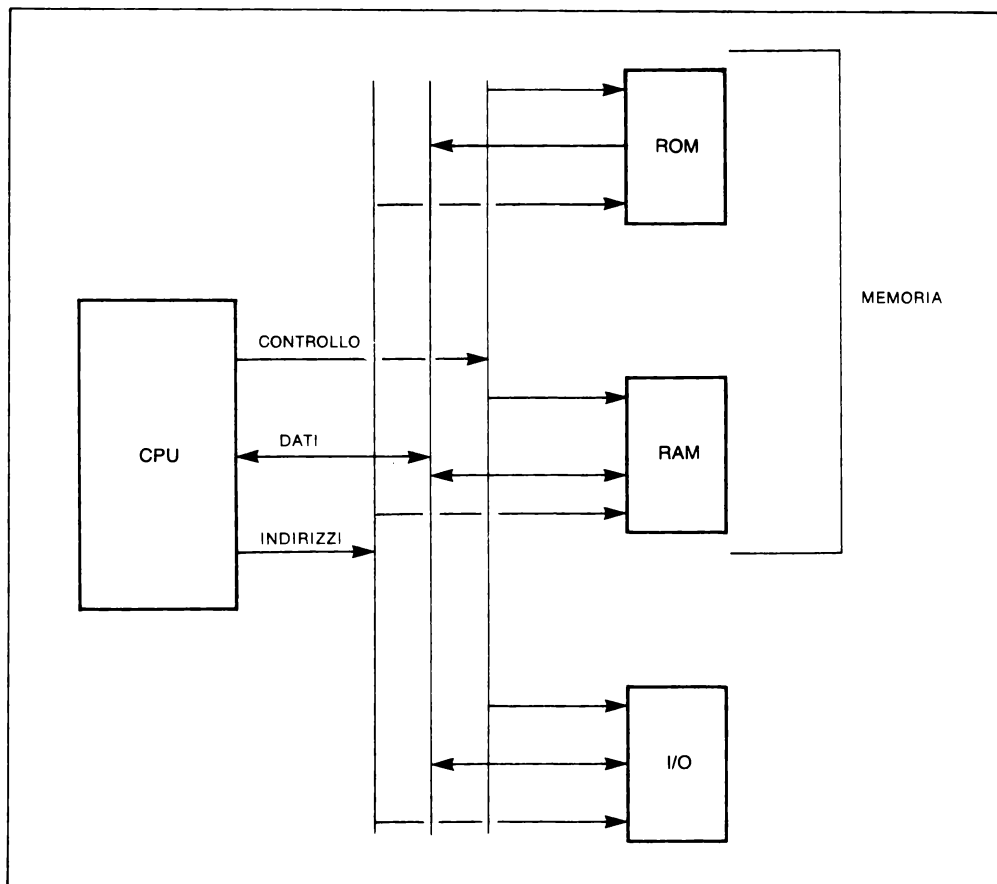 ROM
MEMORIA
CONTROLLO
CPU
DATI
RAM
INDIRIZZI
I/O